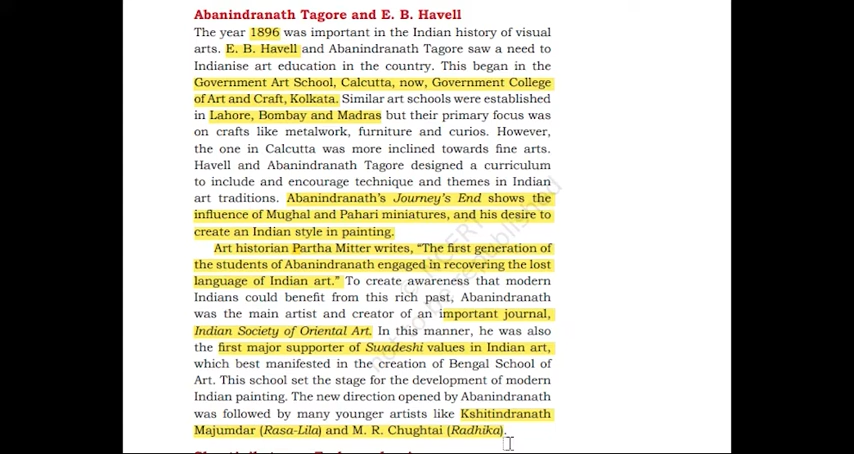 Abanindranath Tagore and E. B. Havell
The year 1896 was important in the Indian history of visual
arts. E. B. Havell and Abanindranath Tagore saw a need to
Indianise art education in the country. This began in the
Government Art School, Calcutta, now, Government College
of Art and Craft, Kolkata. Similar art schools were established
in Lahore, Bombay and Madras but their primary focus was
on crafts like metalwork, furniture and curios. However,
the one in Calcutta was more inclined towards fine arts.
Havell and Abanindranath Tagore designed a curriculum
to include and encourage technique and themes in Indian
art traditions. Abanindranath's Journey's End shows the
influence of Mughal and Pahari miniatures, and his desire to
create an Indian style in painting.
Art historian Partha Mitter writes, “The first generation of
the students of Abanindranath engaged in recovering the lost
language of Indian art.” To create awareness that modern
Indians could benefit from this rich past, Abanindranath
was the main artist and creator of an important journal,
Indian Society of Oriental Art. In this manner, he was also
the first major supporter of Swadeshi values in Indian art,
which best manifested in the creation of Bengal School of
Art. This school set the stage for the development of modern
Indian painting. The new direction opened by Abanindranath
was followed by many younger artists like Kshitindranath
Majumdar (Rasa-Lila) and M. R. Chughtai (Radhika).